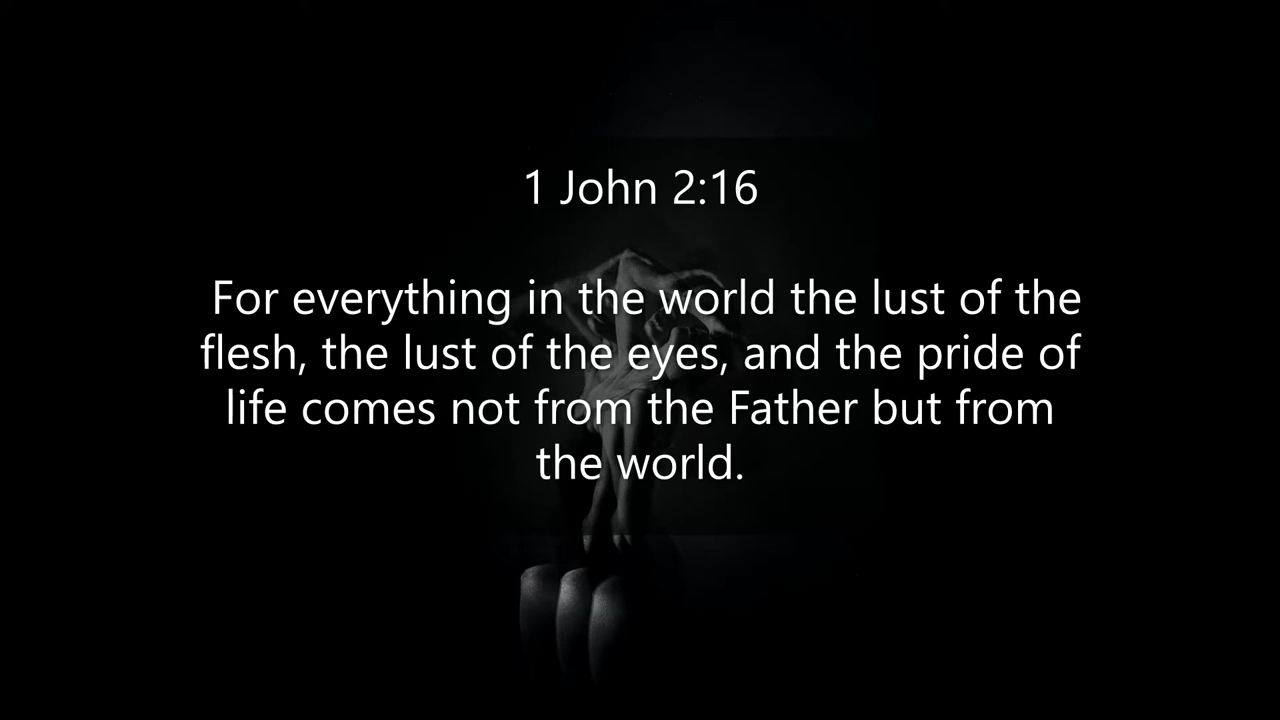 1 John 2:16
For everything in the world the lust of the
flesh, the lust of the eyes, and the pride of
life comes not from the Father but from
the world.